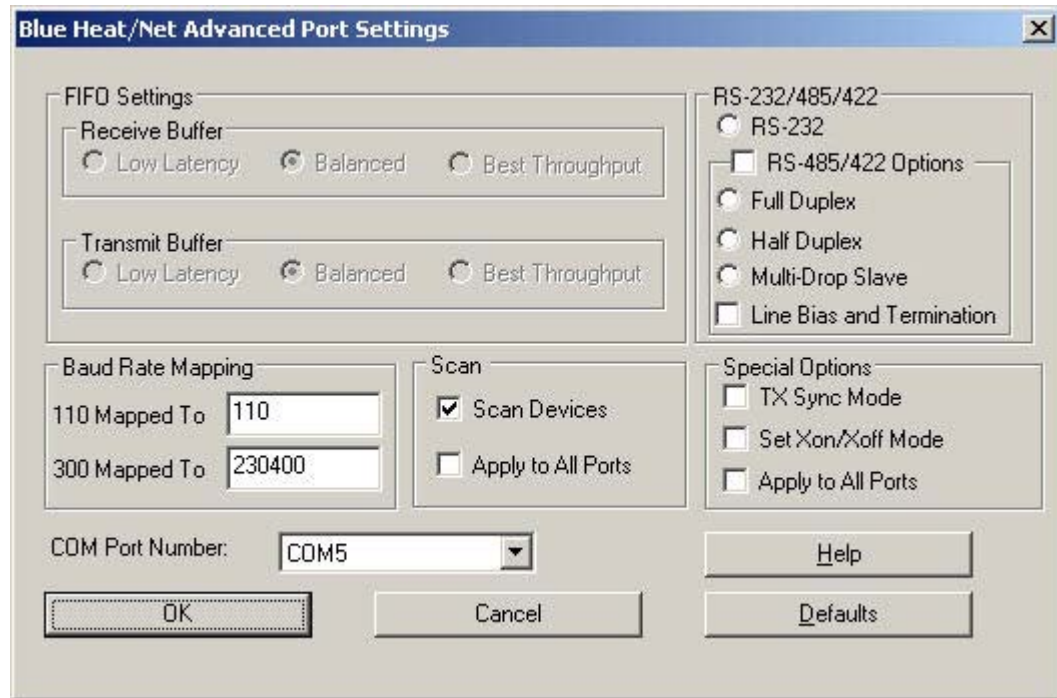 Blue Heat/Net Advanced Port Settings
FIFO Settings
Receive Buffer
Low Latency Balanced Best Throughput
Transmit Buffer
Low Latency Balanced Best Throughput
RS-232/485/422
RS-232
RS-485/422 Options
Full Duplex
Half Duplex
Multi-Drop Slave
Line Bias and Termination
Baud Rate Mapping
110 Mapped To 110
300 Mapped To 230400
Scan
Scan Devices
Apply to All Ports
Special Options
TX Sync Mode
Set Xon/Xoff Mode
Apply to All Ports
COM Port Number: COM5
Help
OK Cancel Defaults